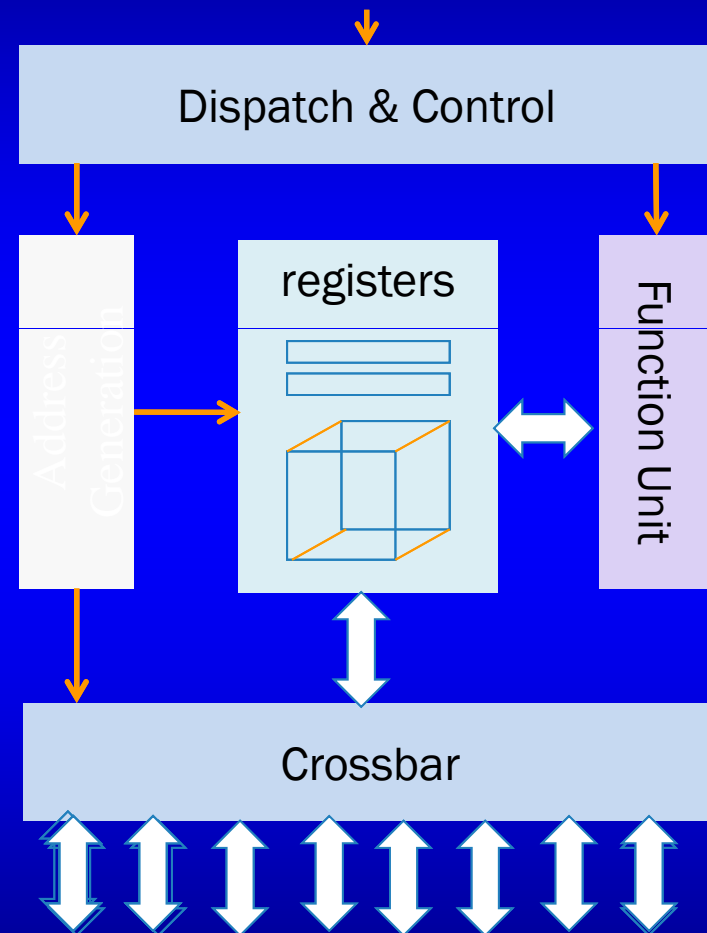 Dispatch & Control
Address
Generation
registers
Function Unit
Crossbar